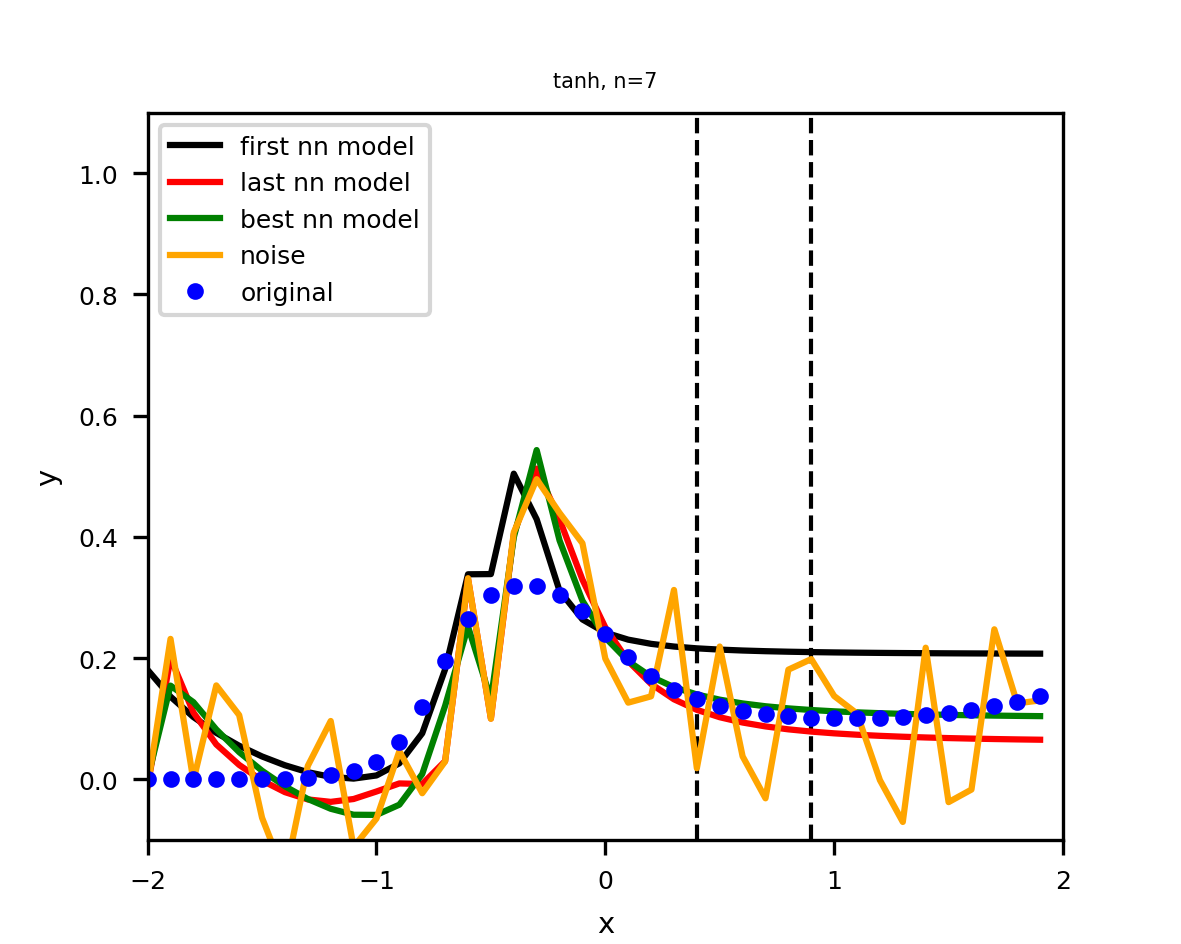 tanh, n=7
first nn model
last nn model
best nn model
noise
original
1.0
0.8
0.6
0.4
0.2
0.0
y
−2
−1
0
1
2
x